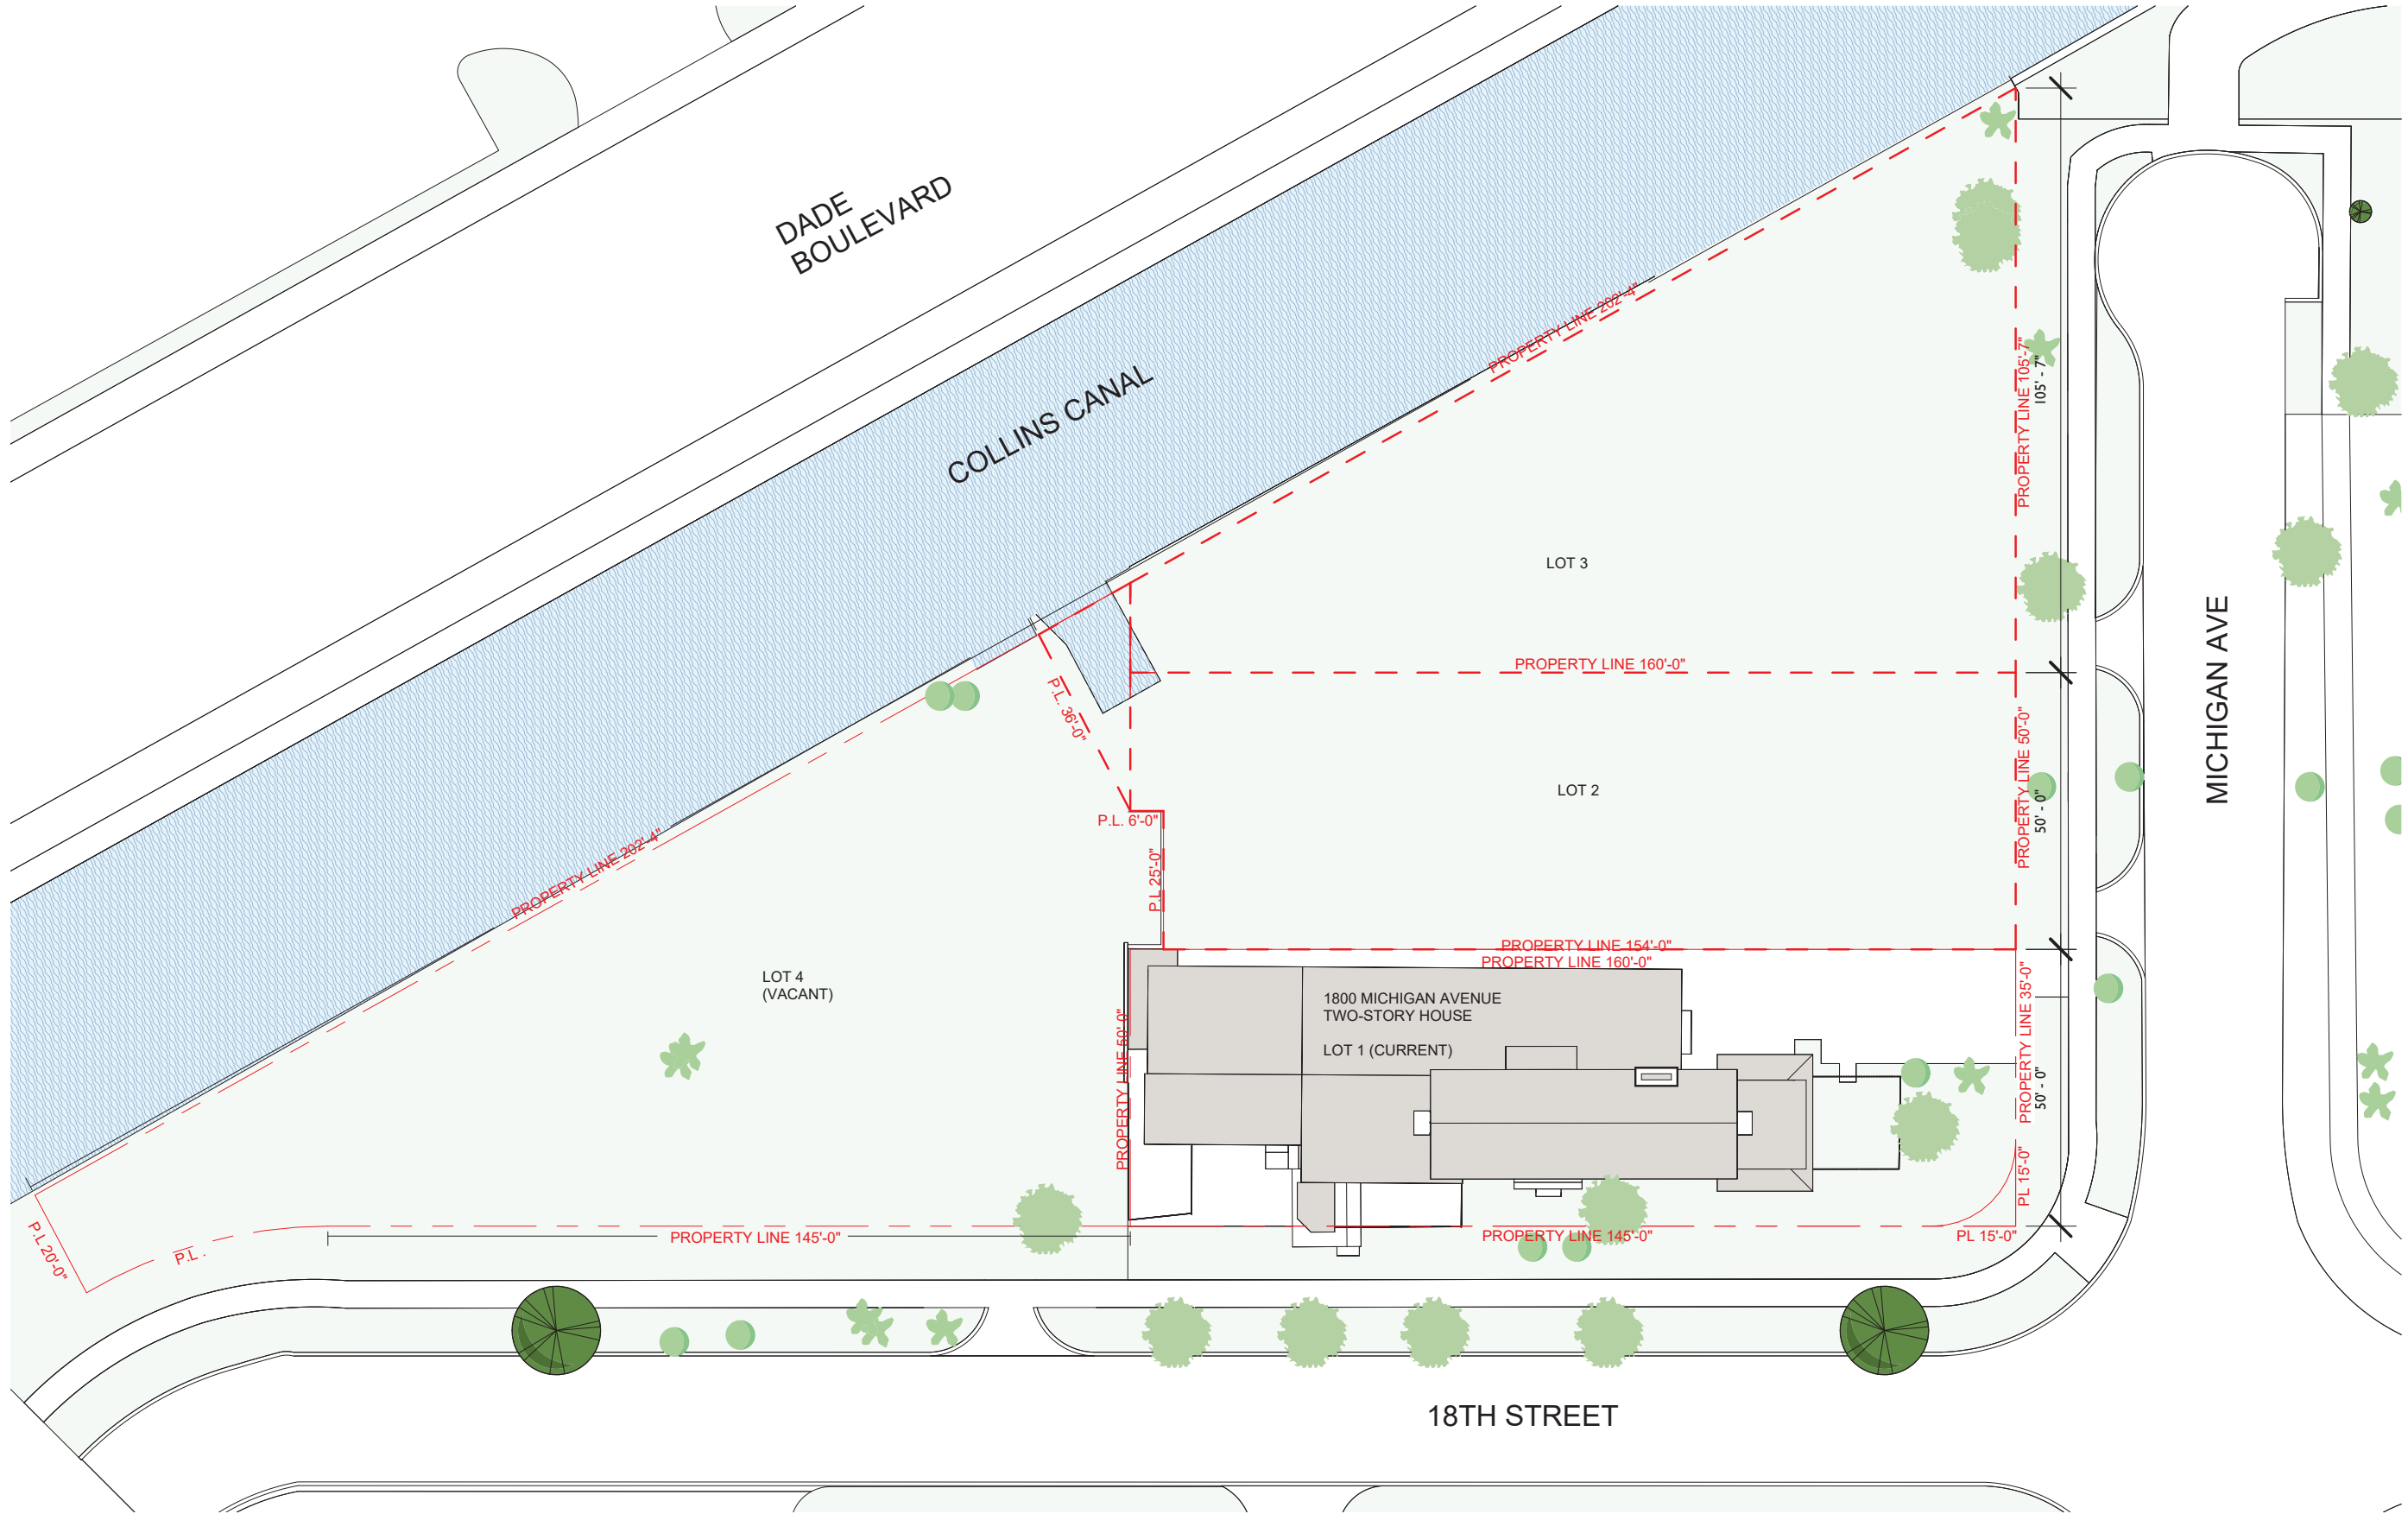 DADE
BOULEVARD
COLLINS CANAL
PROPERTY LINE 202'-4"
PROPERTY LINE 105'-7"
105' - 7"
LOT 3
MICHIGAN AVE
PROPERTY LINE 160'-0"
P.L. 36'-0"
PROPERTY LINE 50'-0"
50' - 0"
LOT 2
P.L. 6'-0"
PROPERTY LINE 202'-4"
P.L 25'-0"
PROPERTY LINE 154'-0"
PROPERTY LINE 160'-0"
LOT 4
(VACANT)
1800 MICHIGAN AVENUE
TWO-STORY HOUSE
LOT 1 (CURRENT)
PROPERTY LINE 50'-0"
PROPERTY LINE 35'-0"
50' - 0"
PL 15'-0"
P.L 20'-0"
P.L .
PROPERTY LINE 145'-0"
PROPERTY LINE 145'-0"
PL 15'-0"
18TH STREET